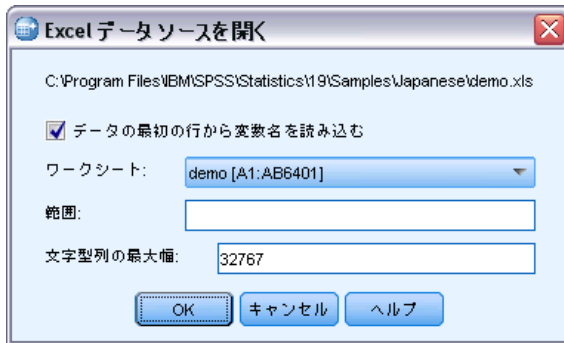 Excel データ ソースを開く
C:\Program Files\IBM\SPSS\Statistics\19\Samples\Japanese\demo.xls
データの最初の行から変数名を読み込む
ワークシート: demo [A1:AB6401]
範囲:
文字型列の最大幅: 32767
OK キャンセル ヘルプ